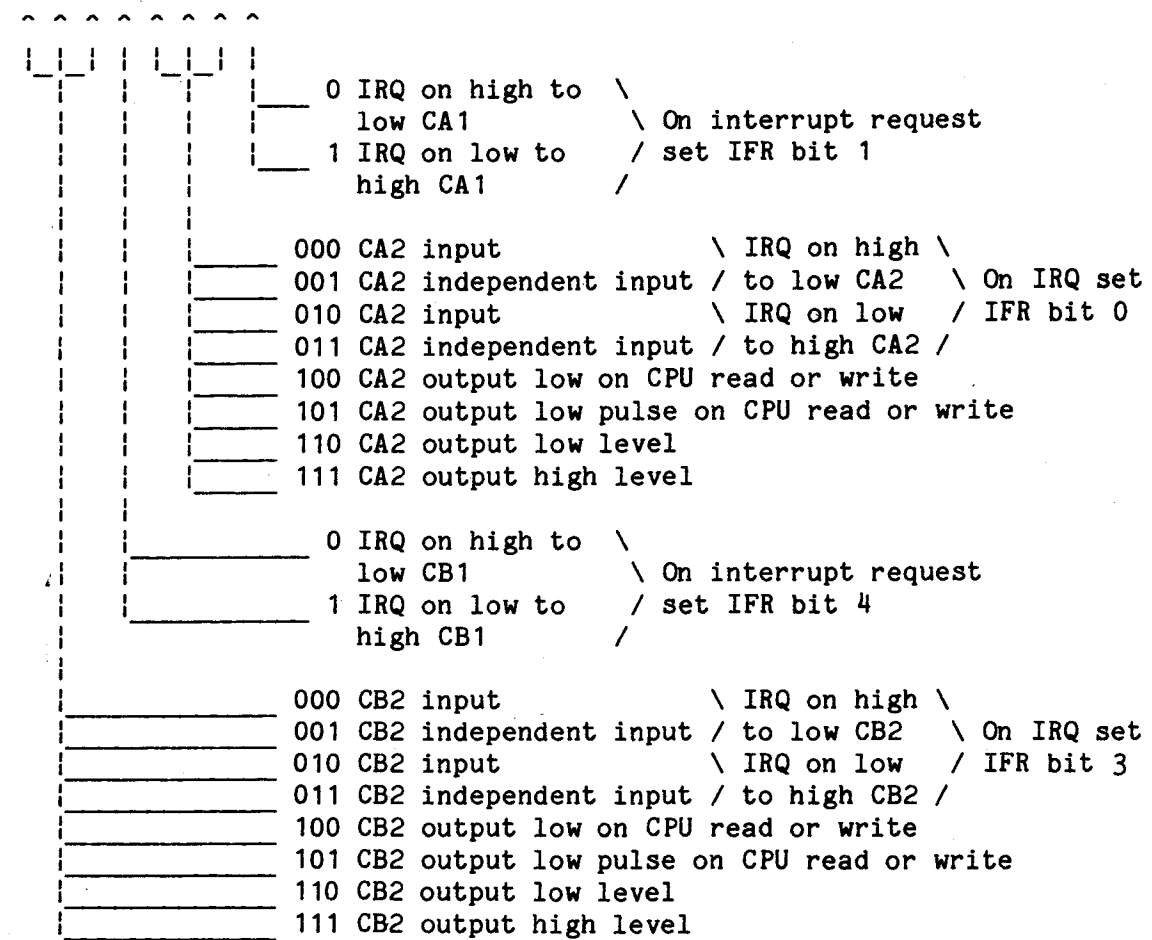 ^ ^ ^ ^ ^ ^ ^ ^
0 IRQ on high to \
low CA1 \ On interrupt request
1 IRQ on low to / set IFR bit 1
high CA1 /
000 CA2 input \ IRQ on high \
001 CA2 independent input / to low CA2 \ On IRQ set
010 CA2 input \ IRQ on low / IFR bit 0
011 CA2 independent input / to high CA2 /
100 CA2 output low on CPU read or write
101 CA2 output low pulse on CPU read or write
110 CA2 output low level
111 CA2 output high level
0 IRQ on high to \
low CB1 \ On interrupt request
1 IRQ on low to / set IFR bit 4
high CB1 /
000 CB2 input \ IRQ on high \
001 CB2 independent input / to low CB2 \ On IRQ set
010 CB2 input \ IRQ on low / IFR bit 3
011 CB2 independent input / to high CB2 /
100 CB2 output low on CPU read or write
101 CB2 output low pulse on CPU read or write
110 CB2 output low level
111 CB2 output high level